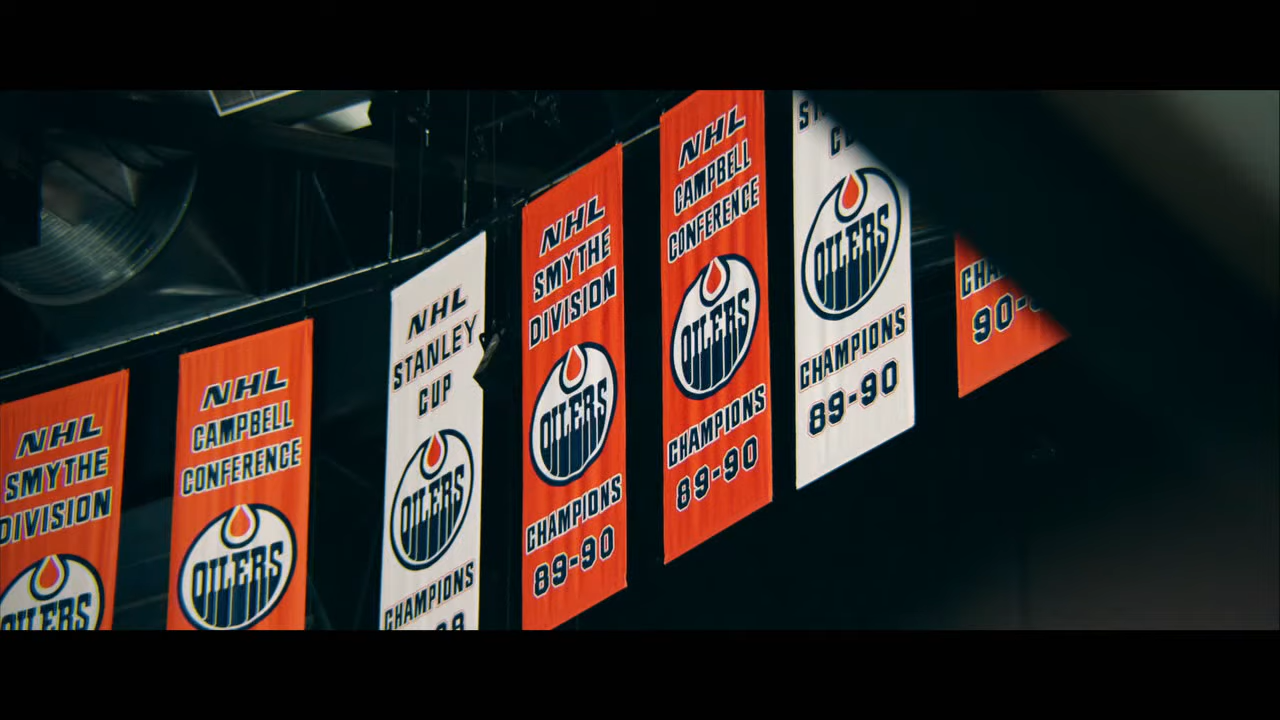 NHL
SMYTHE
DIVISION
OILERS
NHL
CAMPBELL
CONFERENCE
OILERS
NHL
STANLEY
CUP
OILERS
CHAMPIONS
NHL
SMYTHE
DIVISION
OILERS
CHAMPIONS
89-90
NHL
CAMPBELL
CONFERENCE
OILERS
CHAMPIONS
89-90
OILERS
CHAMPIONS
89-90